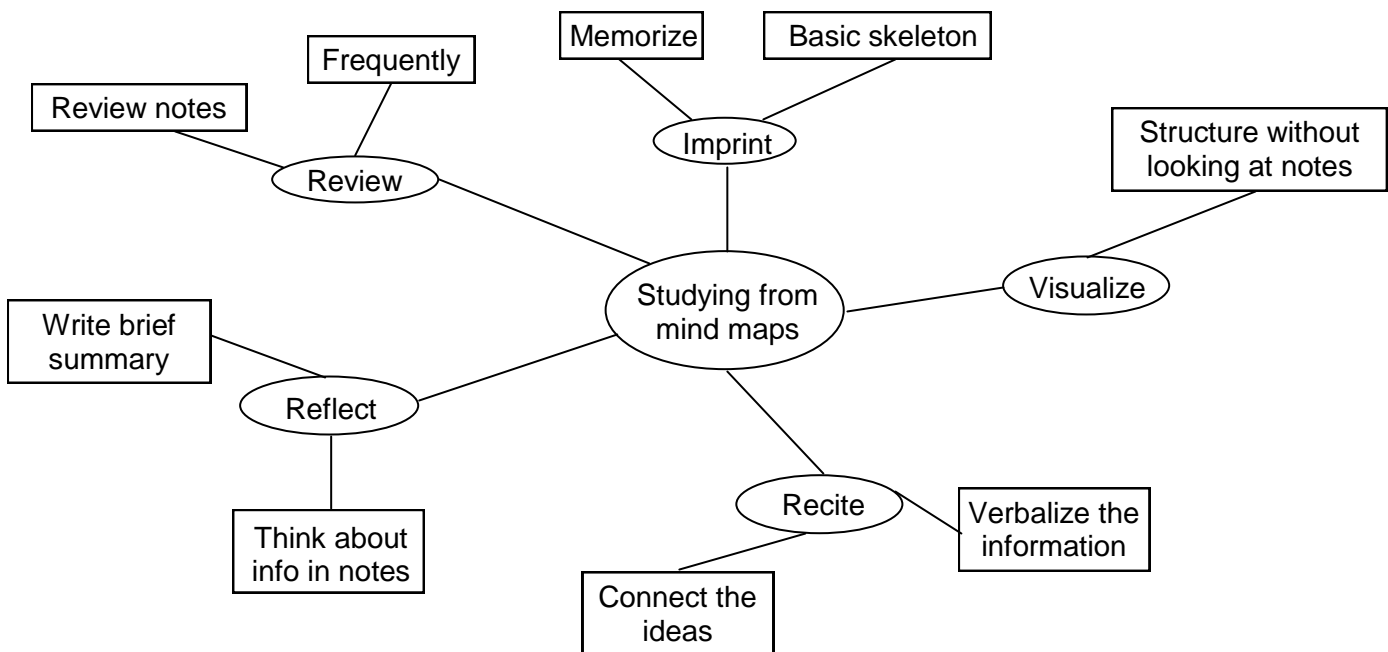 Memorize
Basic skeleton
Frequently
Review notes
Imprint
Structure without
looking at notes
Review
Studying from
mind maps
Visualize
Write brief
summary
Reflect
Recite
Verbalize the
information
Think about
info in notes
Connect the
ideas